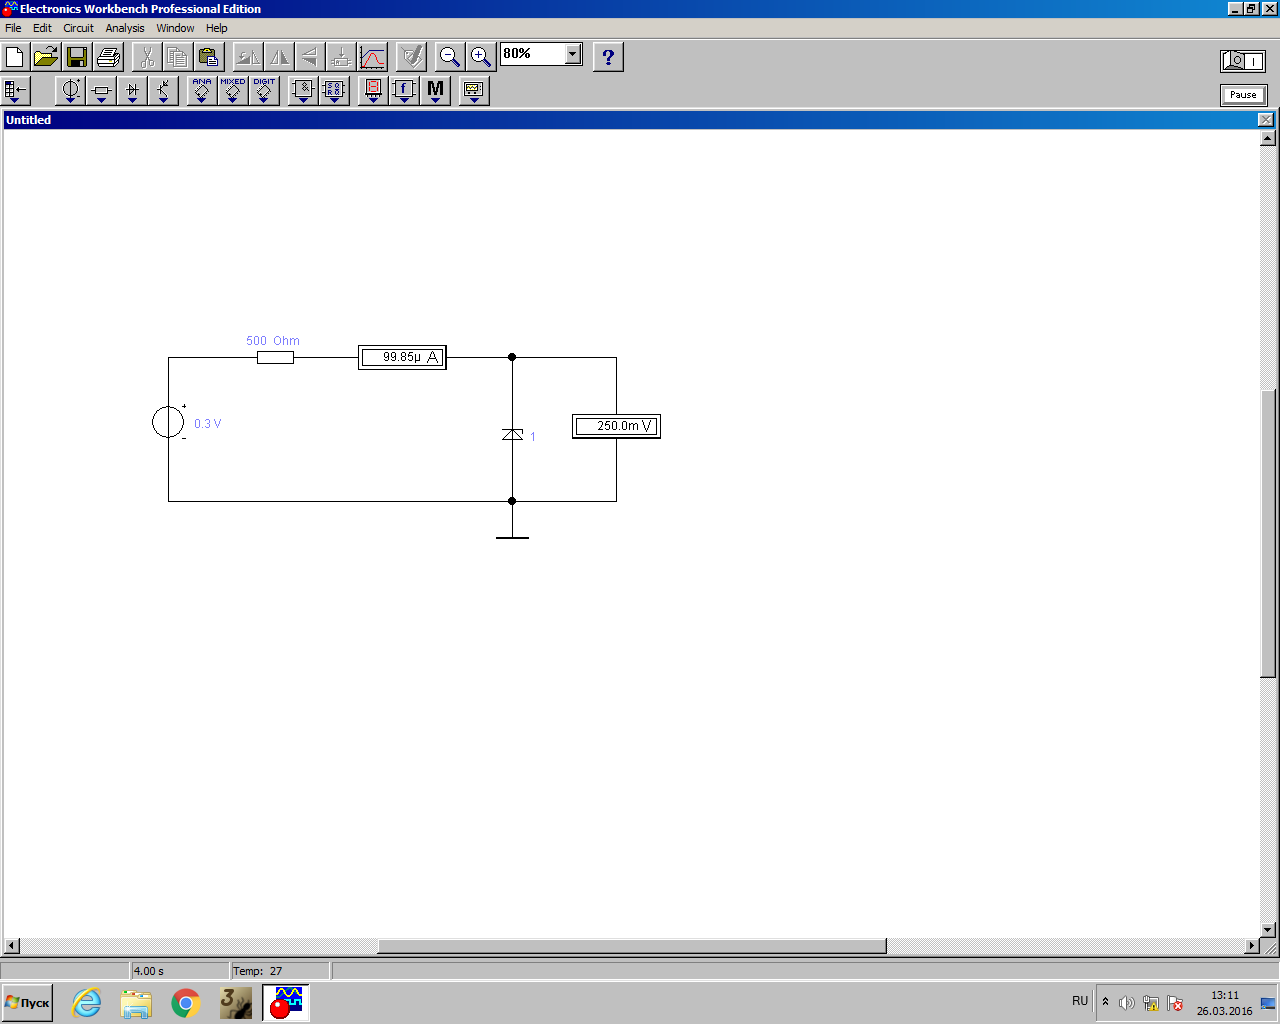 Electronics Workbench Professional Edition
File Edit Circuit Analysis Window Help
80%
?
ANA MIXED DIGIT
&
f
M
Pause
Untitled
500 Ohm
99.85µ A
+
0.3 V
-
250.0m V
1
4.00 s
Temp: 27
Пуск
3
RU
13:11
26.03.2016